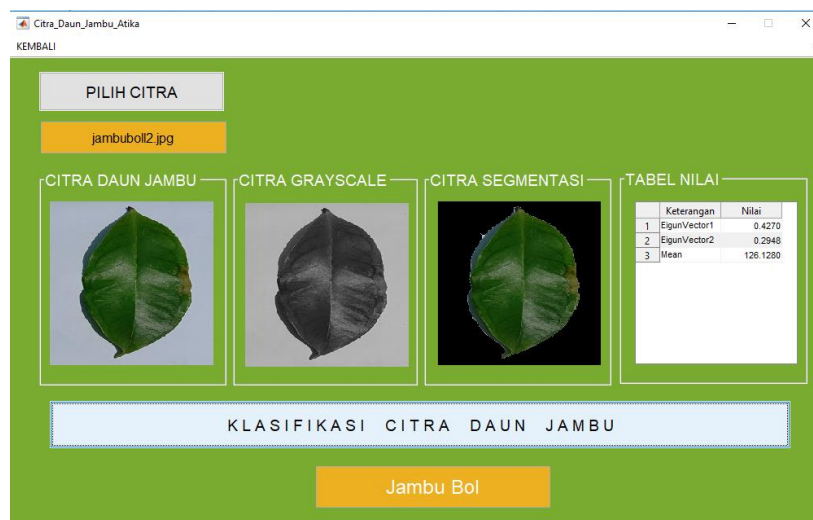 Citra_Daun_Jambu_Atika
KEMBALI
PILIH CITRA
jambuboll2.jpg
CITRA DAUN JAMBU
CITRA GRAYSCALE
CITRA SEGMENTASI
TABEL NILAI
Keterangan Nilai
1 EigunVector1 0.4270
2 EigunVector2 0.2948
3 Mean 126.1280
KLASIFIKASI CITRA DAUN JAMBU
Jambu Bol